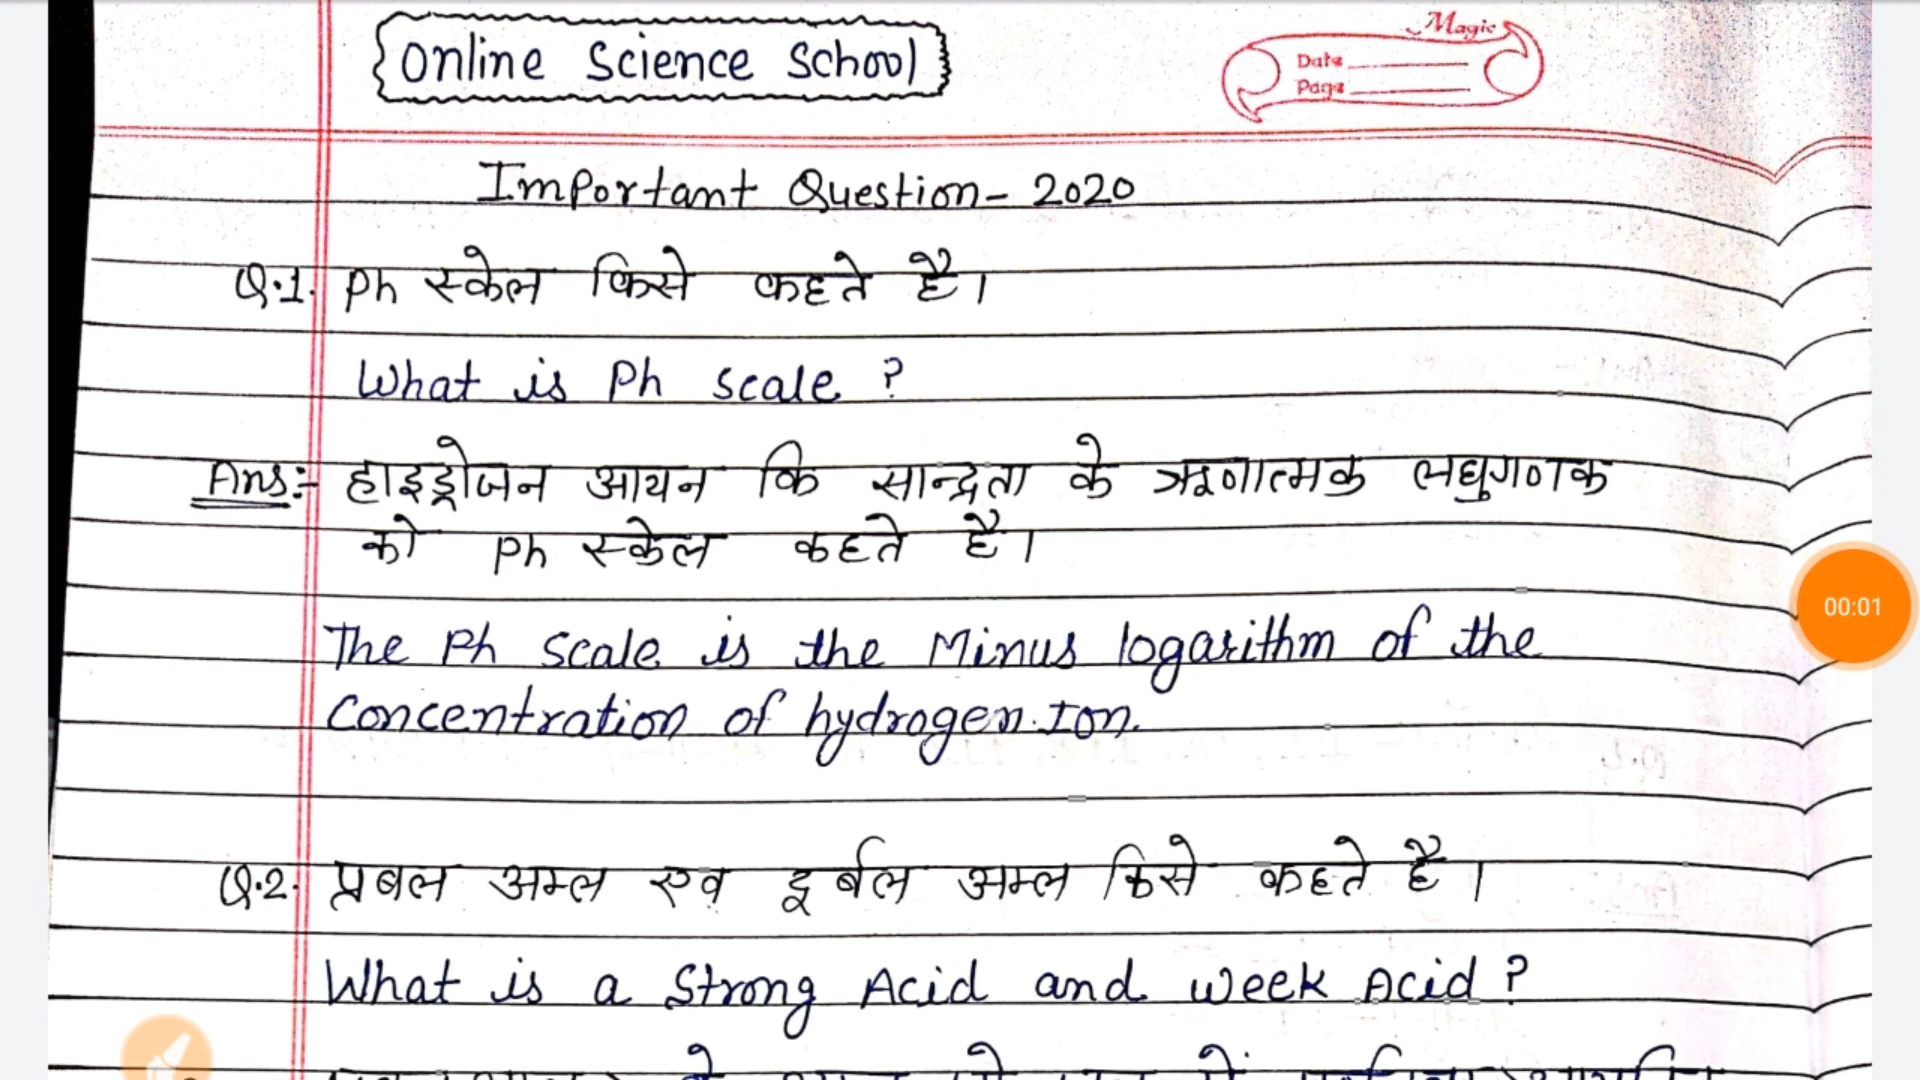 Online Science School
Magic
Date
Page
Important Question- 2020
Q.1. Ph स्केल किसे कहते है।
What is Ph scale ?
Ans:- हाइड्रोजन आयन कि सान्द्रता के ऋणात्मक लघुगणक
को Ph स्केल कहते है।
The Ph scale is the Minus logarithm of the
Concentration of hydrogen Ion.
00:01
Q.2. प्रबल अम्ल एव दूर्बल अम्ल किसे कहते है।
What is a Strong Acid and week Acid ?